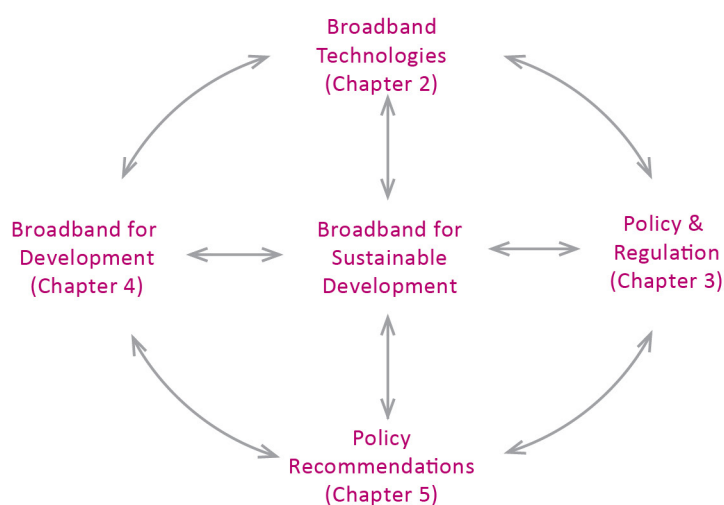 Broadband
Technologies
(Chapter 2)
Broadband for
Development
(Chapter 4)
Broadband for
Sustainable
Development
Policy &
Regulation
(Chapter 3)
Policy
Recommendations
(Chapter 5)